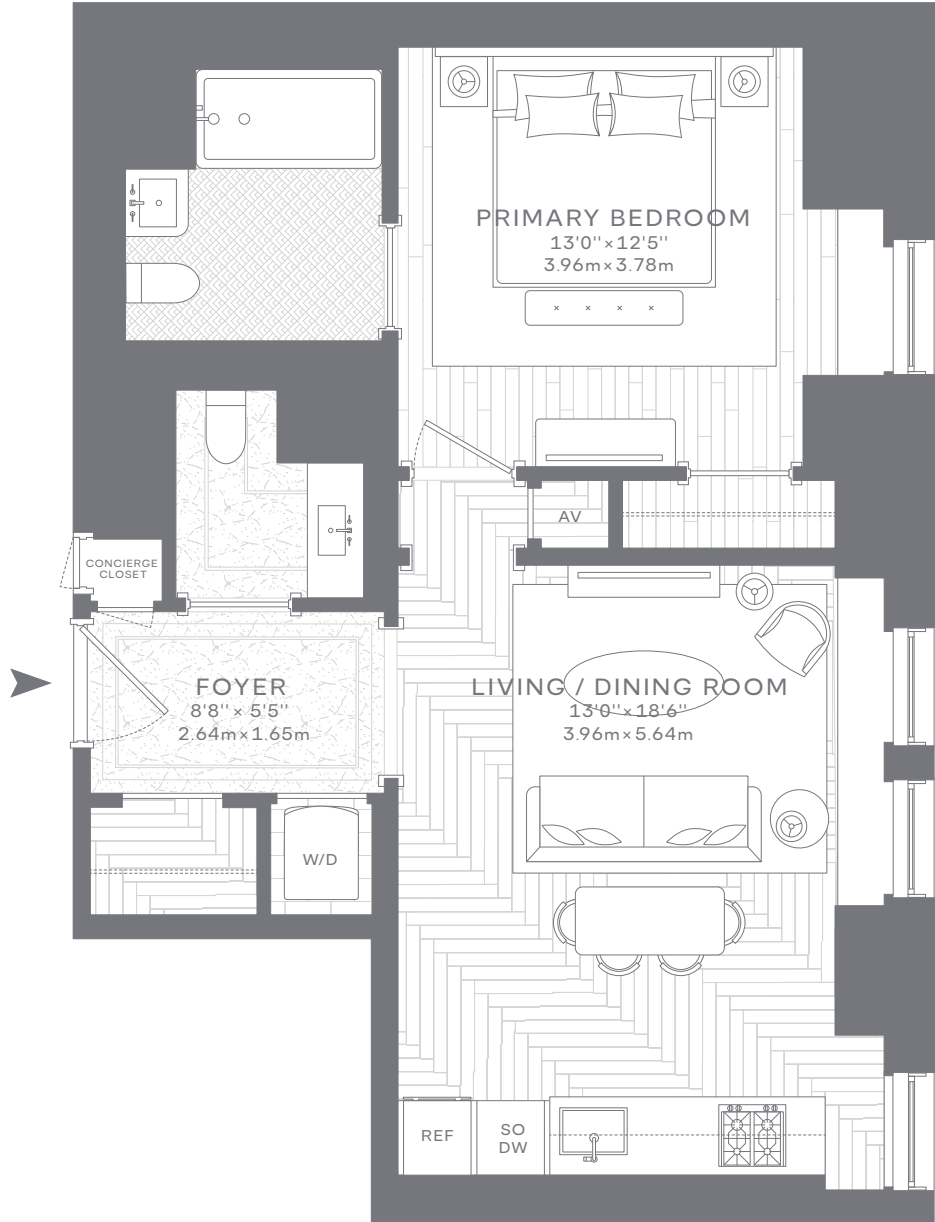 PRIMARY BEDROOM
13'0''×12'5''
3.96m×3.78m
AV
CONCIERGE
CLOSET
FOYER
8'8'' × 5'5''
2.64m×1.65m
LIVING / DINING ROOM
13'0''×18'6''
3.96m×5.64m
W/D
REF
SO
DW